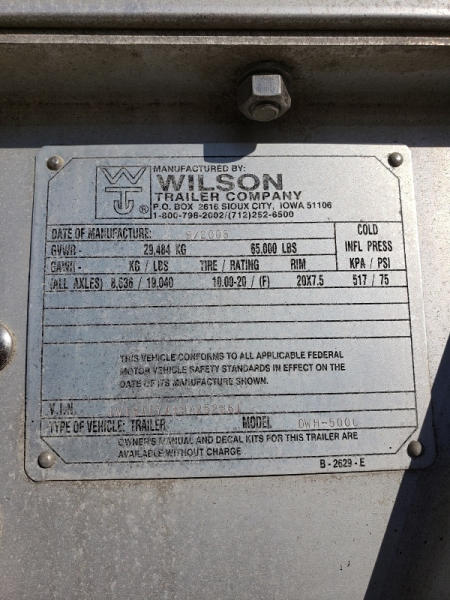 MANUFACTURED BY:
WILSON
TRAILER COMPANY
P.O. BOX 2616 SIOUX CITY, IOWA 51106
1-800-798-2002/(712)252-6500
DATE OF MANUFACTURE: COLD
GVWR - 29,484 KG 65,000 LBS INFL PRESS
GAWR - KG / LBS TIRE / RATING RIM KPA / PSI
(ALL AXLES) 8,636 / 19,040 10.00-20 / (F) 20X7.5 517 / 75
THIS VEHICLE CONFORMS TO ALL APPLICABLE FEDERAL
MOTOR VEHICLE SAFETY STANDARDS IN EFFECT ON THE
DATE OF ITS MANUFACTURE SHOWN.
V.I.N.
TYPE OF VEHICLE: TRAILER MODEL DWH-500C
OWNER'S MANUAL AND DECAL KITS FOR THIS TRAILER ARE
AVAILABLE WITHOUT CHARGE
B - 2629 - E